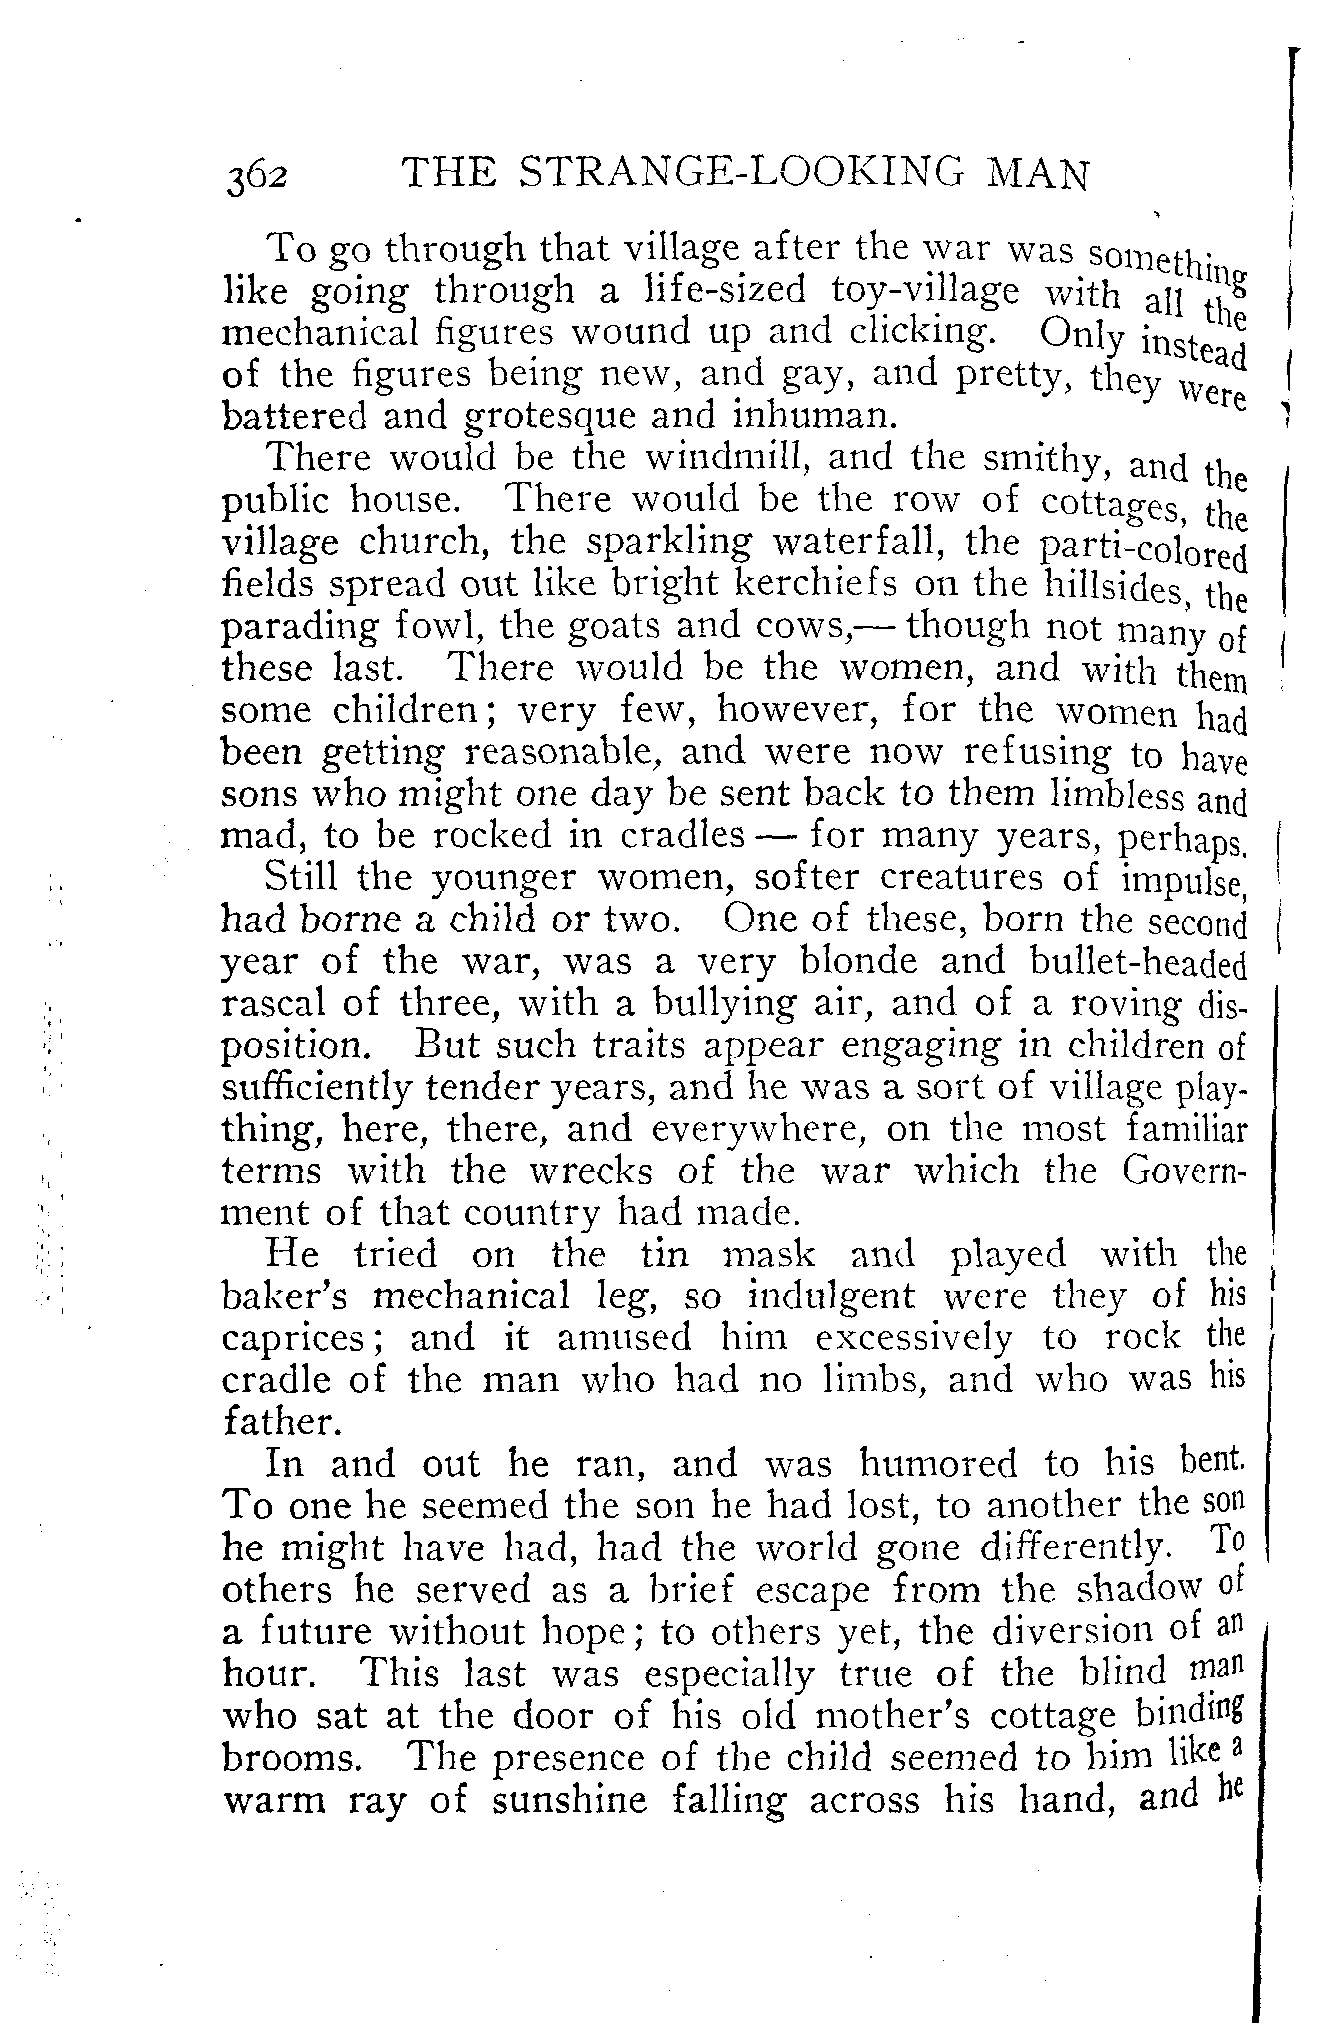 362 THE STRANGE-LOOKING MAN
To go through that village after the war was something
like going through a life-sized toy-village with all the
mechanical figures wound up and clicking. Only instead
of the figures being new, and gay, and pretty, they were
battered and grotesque and inhuman.
There would be the windmill, and the smithy, and the
public house. There would be the row of cottages, the
village church, the sparkling waterfall, the parti-colored
fields spread out like bright kerchiefs on the hillsides, the
parading fowl, the goats and cows,— though not many of
these last. There would be the women, and with them
some children; very few, however, for the women had
been getting reasonable, and were now refusing to have
sons who might one day be sent back to them limbless and
mad, to be rocked in cradles — for many years, perhaps.
Still the younger women, softer creatures of impulse,
had borne a child or two. One of these, born the second
year of the war, was a very blonde and bullet-headed
rascal of three, with a bullying air, and of a roving dis-
position. But such traits appear engaging in children of
sufficiently tender years, and he was a sort of village play-
thing, here, there, and everywhere, on the most familiar
terms with the wrecks of the war which the Govern-
ment of that country had made.
He tried on the tin mask and played with the
baker's mechanical leg, so indulgent were they of his
caprices; and it amused him excessively to rock the
cradle of the man who had no limbs, and who was his
father.
In and out he ran, and was humored to his bent.
To one he seemed the son he had lost, to another the son
he might have had, had the world gone differently. To
others he served as a brief escape from the shadow of
a future without hope; to others yet, the diversion of an
hour. This last was especially true of the blind man
who sat at the door of his old mother's cottage binding
brooms. The presence of the child seemed to him like a
warm ray of sunshine falling across his hand, and he